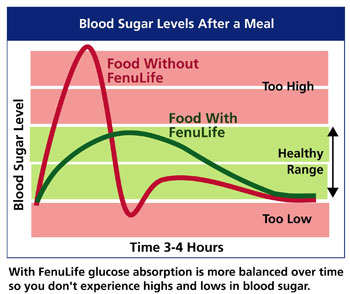 Blood Sugar Levels After a Meal
Food Without
FenuLife
Too High
Food With
FenuLife
Healthy
Range
Too Low
Blood Sugar Level
Time 3-4 Hours
With FenuLife glucose absorption is more balanced over time
so you don't experience highs and lows in blood sugar.